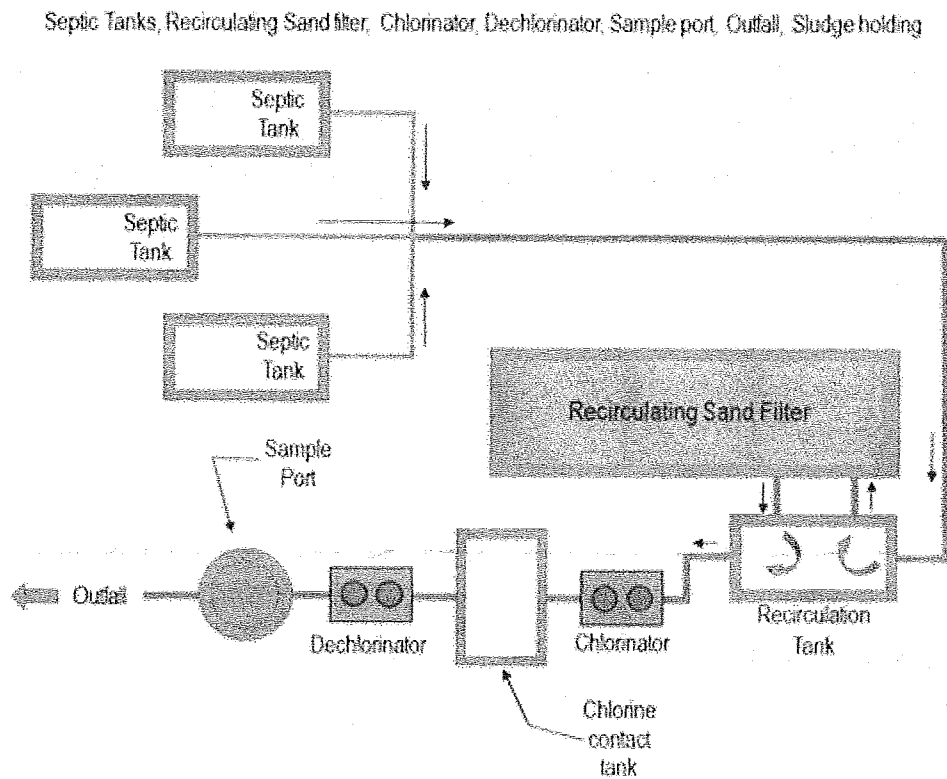 Septic Tanks, Recirculating Sand filter, Chlorinator, Dechlorinator, Sample port, Outfall, Sludge holding
Septic
Tank
Septic
Tank
Septic
Tank
Recirculating Sand Filter
Sample
Port
Outfall
Dechlorinator
Chlorinator
Recirculation
Tank
Chlorine
contact
tank